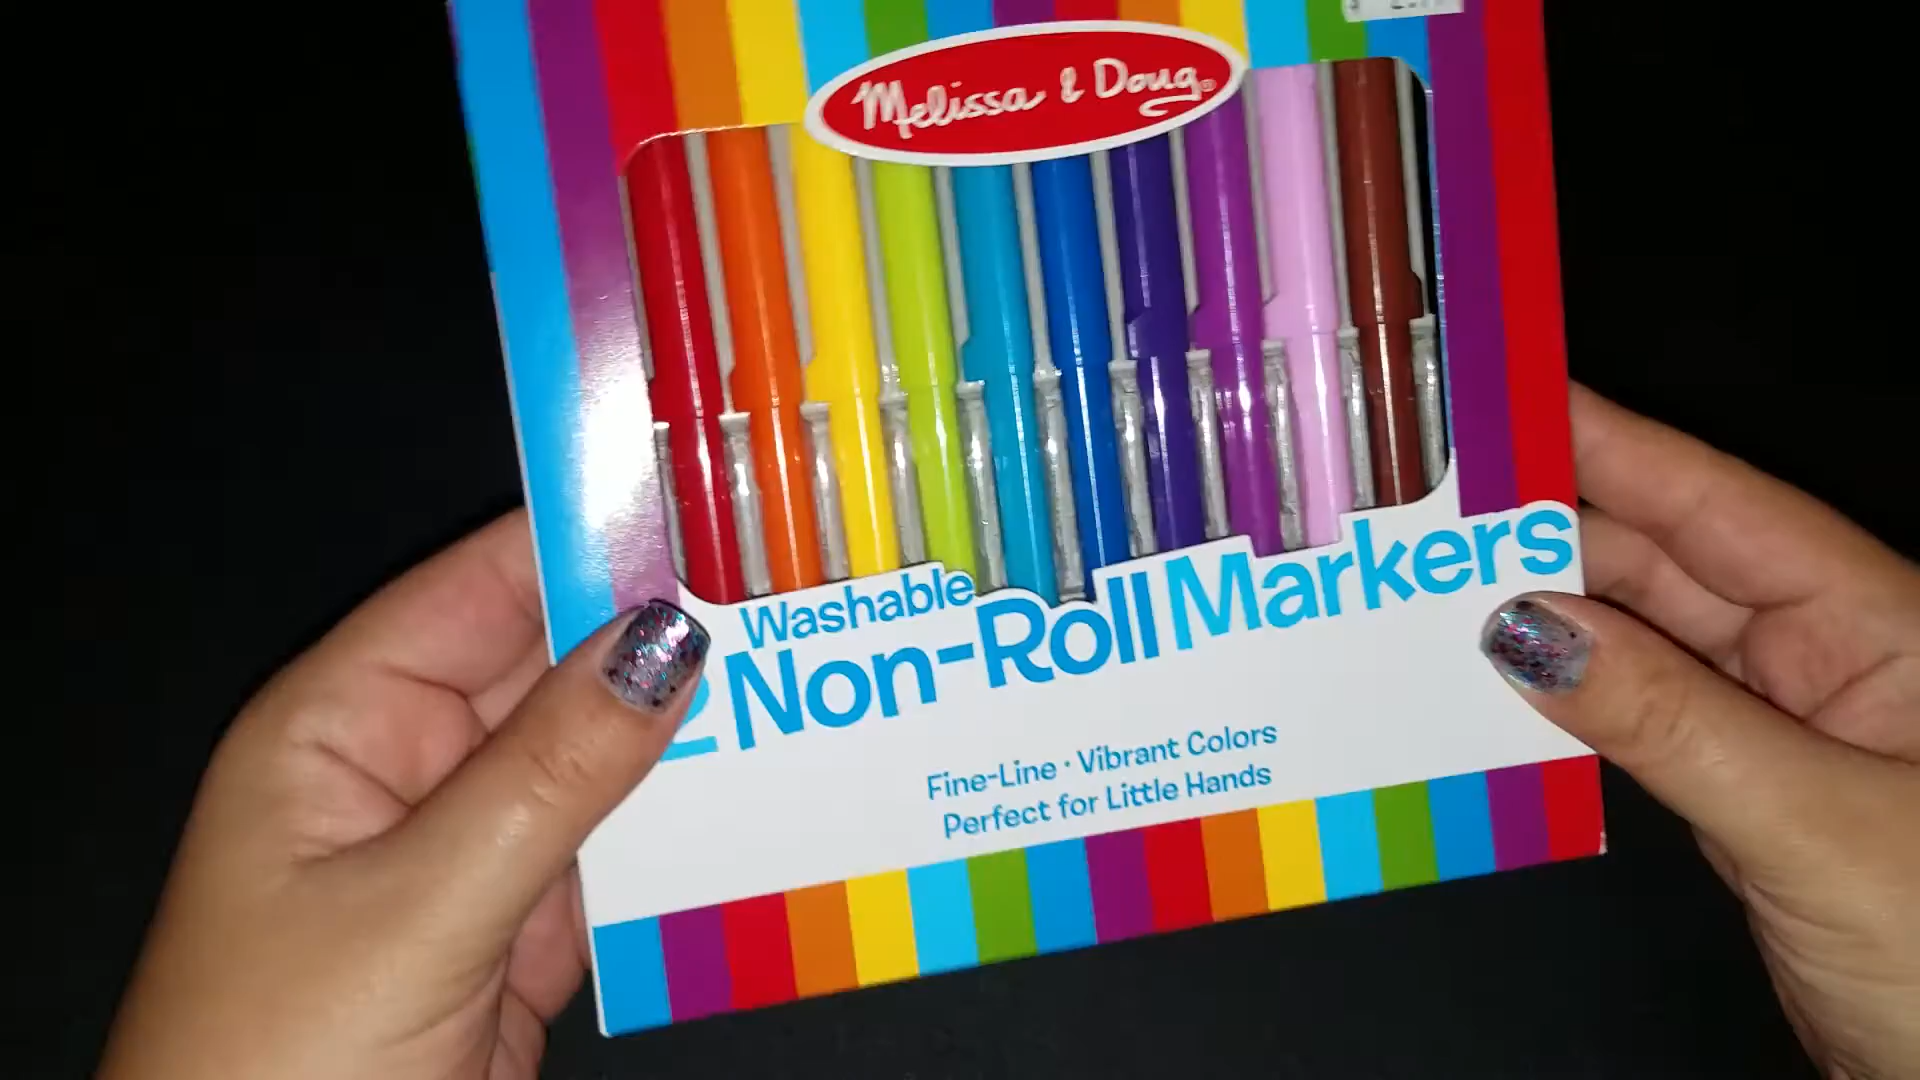 Melissa & Doug
Washable
Non-Roll Markers
Fine-Line · Vibrant Colors
Perfect for Little Hands